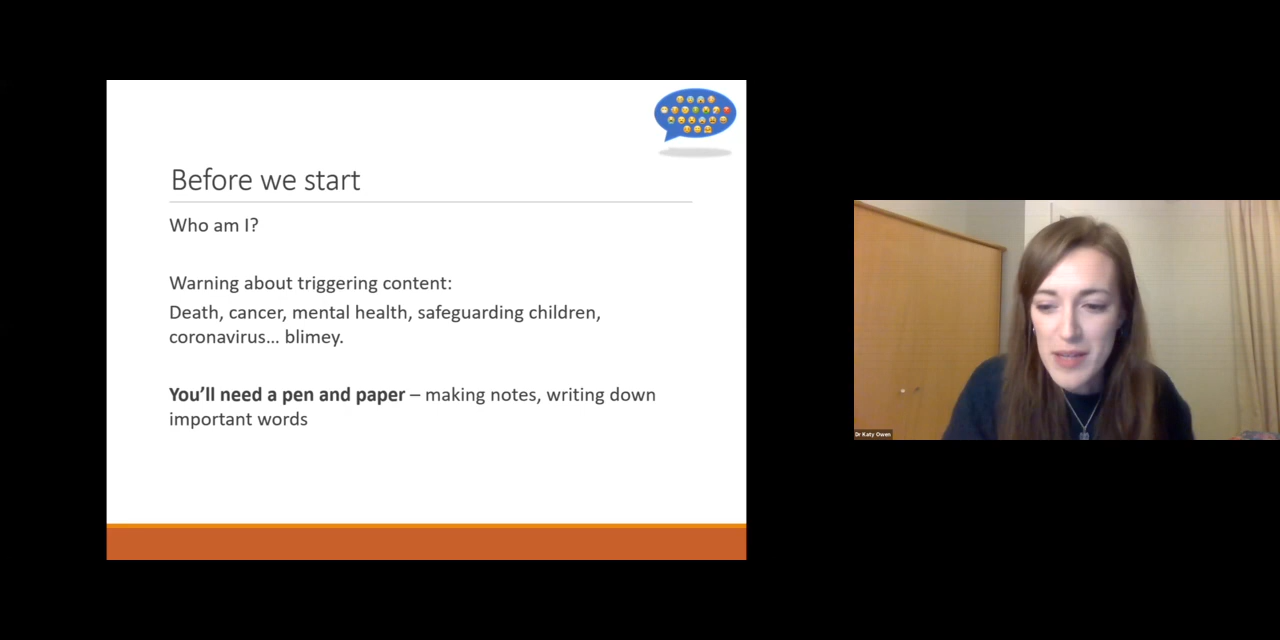 Before we start
Who am I?
Warning about triggering content:
Death, cancer, mental health, safeguarding children,
coronavirus… blimey.
You’ll need a pen and paper – making notes, writing down
important words
Dr Katy Owen